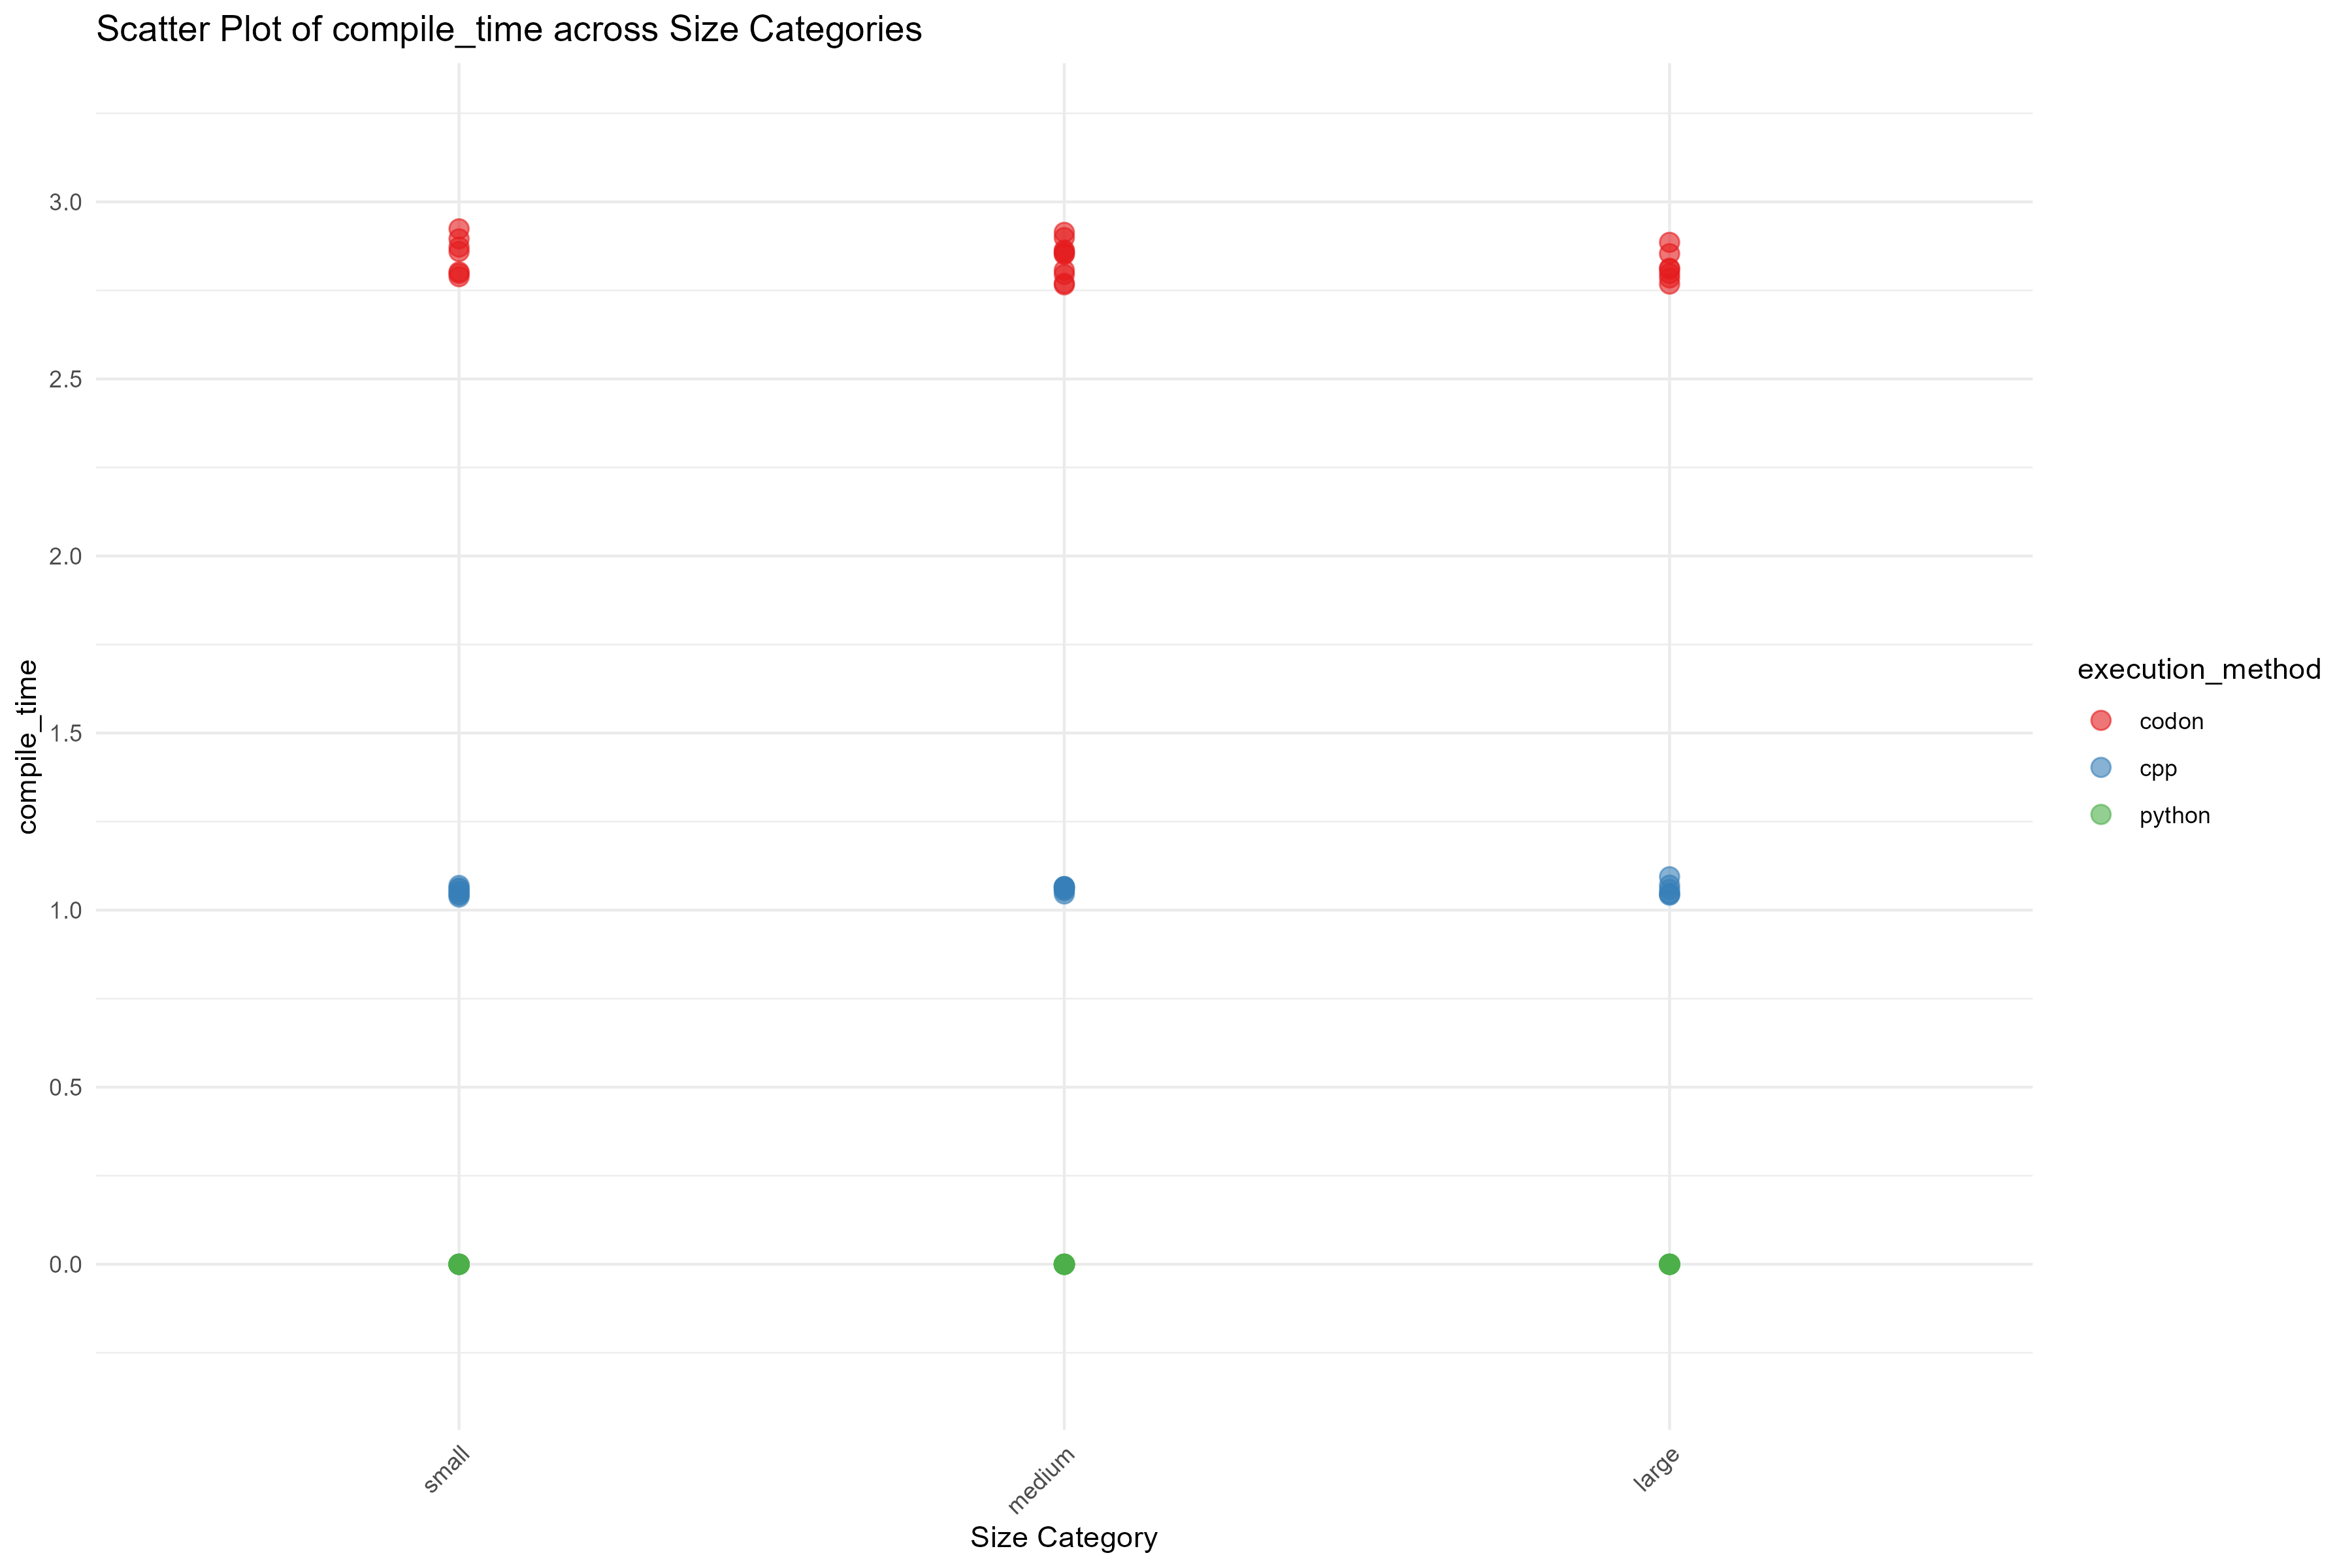 Scatter Plot of compile_time across Size Categories
compile_time
3.0
2.5
2.0
1.5
1.0
0.5
0.0
small
medium
large
Size Category
execution_method
codon
cpp
python